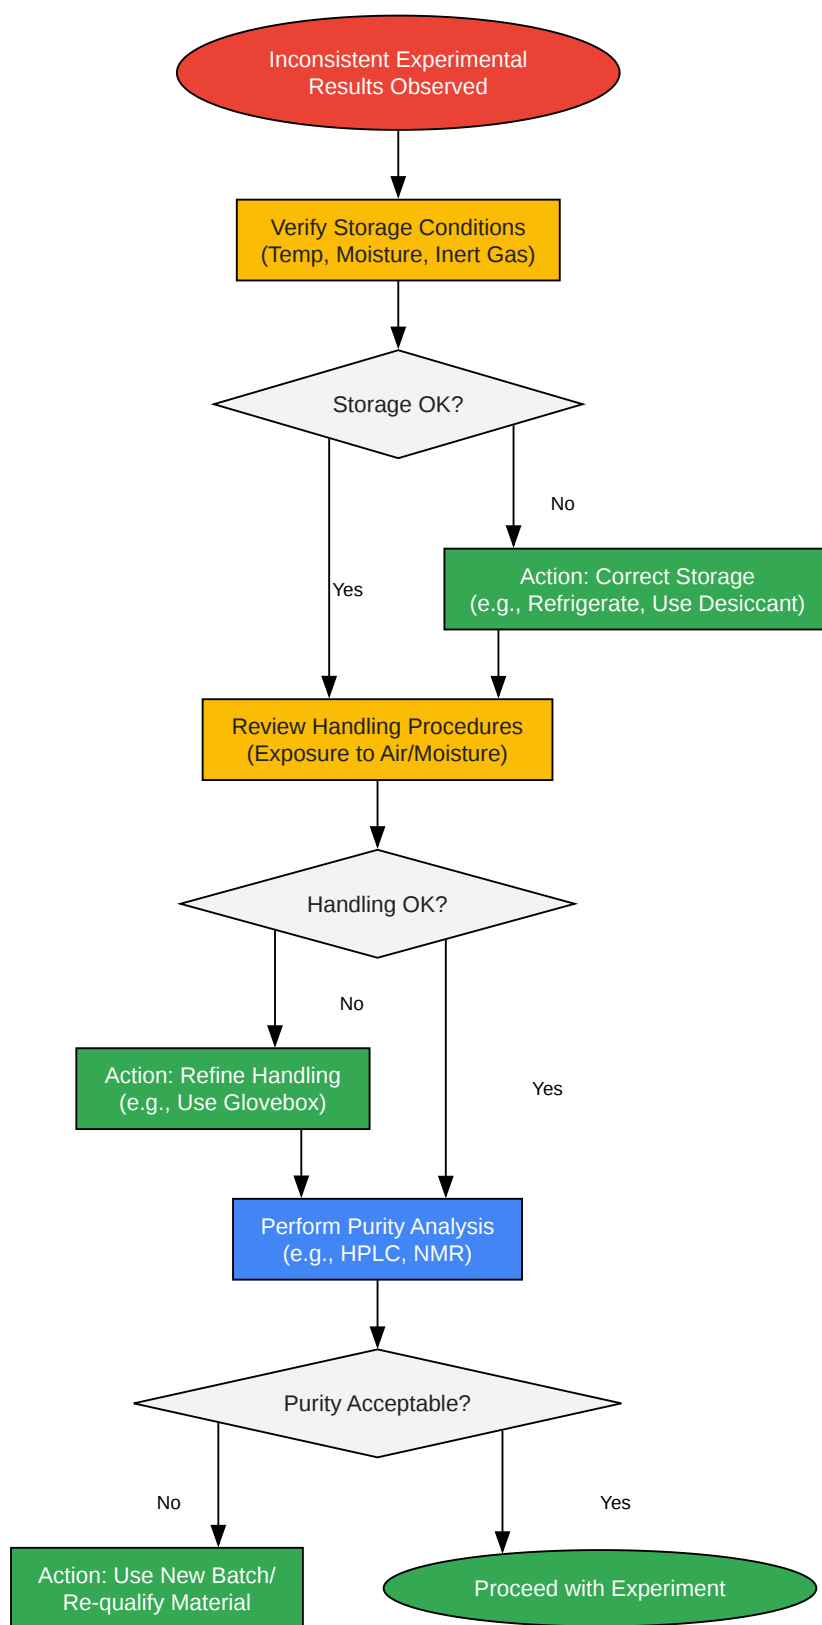 Inconsistent Experimental
Results Observed
Verify Storage Conditions
(Temp, Moisture, Inert Gas)
Storage OK?
No
Action: Correct Storage
(e.g., Refrigerate, Use Desiccant)
Yes
Review Handling Procedures
(Exposure to Air/Moisture)
Handling OK?
No
Action: Refine Handling
(e.g., Use Glovebox)
Yes
Perform Purity Analysis
(e.g., HPLC, NMR)
Purity Acceptable?
No
Yes
Action: Use New Batch/
Re-qualify Material
Proceed with Experiment